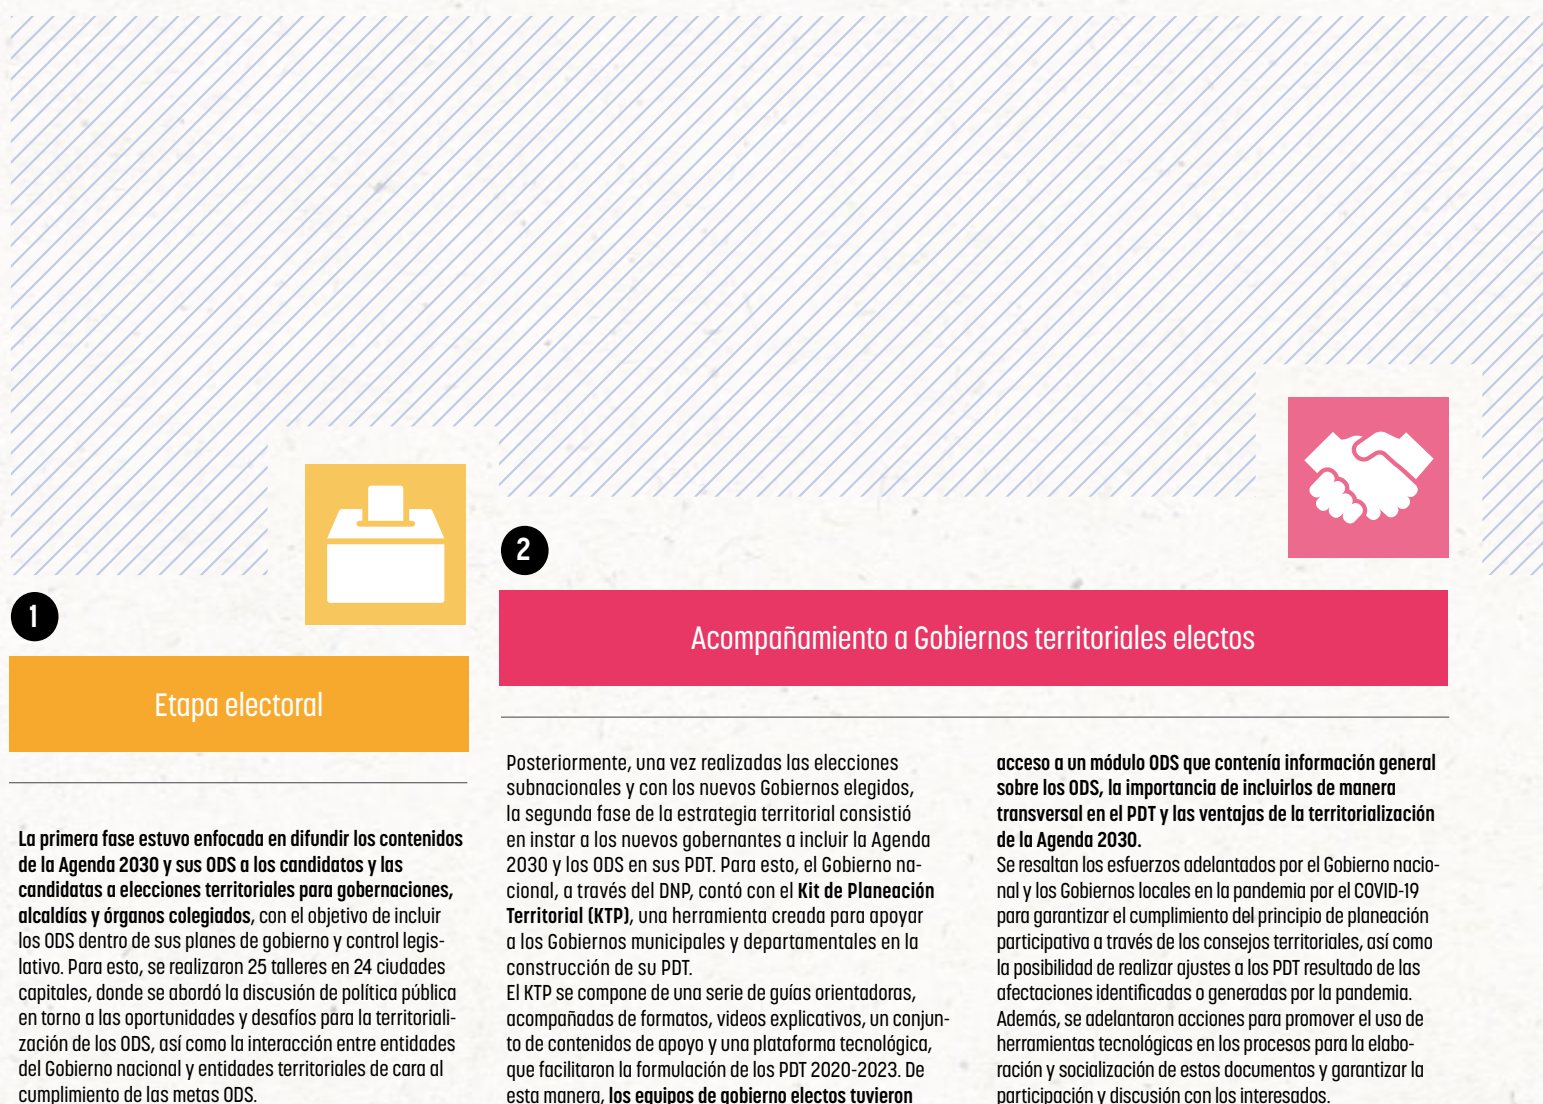 1
Etapa electoral
La primera fase estuvo enfocada en difundir los contenidos
de la Agenda 2030 y sus ODS a los candidatos y las
candidatas a elecciones territoriales para gobernaciones,
alcaldías y órganos colegiados, con el objetivo de incluir
los ODS dentro de sus planes de gobierno y control legis-
lativo. Para esto, se realizaron 25 talleres en 24 ciudades
capitales, donde se abordó la discusión de política pública
en torno a las oportunidades y desafíos para la territoriali-
zación de los ODS, así como la interacción entre entidades
del Gobierno nacional y entidades territoriales de cara al
cumplimiento de las metas ODS.
2
Acompañamiento a Gobiernos territoriales electos
Posteriormente, una vez realizadas las elecciones
subnacionales y con los nuevos Gobiernos elegidos,
la segunda fase de la estrategia territorial consistió
en instar a los nuevos gobernantes a incluir la Agenda
2030 y los ODS en sus PDT. Para esto, el Gobierno na-
cional, a través del DNP, contó con el Kit de Planeación
Territorial (KTP), una herramienta creada para apoyar
a los Gobiernos municipales y departamentales en la
construcción de su PDT.
El KTP se compone de una serie de guías orientadoras,
acompañadas de formatos, videos explicativos, un conjun-
to de contenidos de apoyo y una plataforma tecnológica,
que facilitaron la formulación de los PDT 2020-2023. De
esta manera, los equipos de gobierno electos tuvieron
acceso a un módulo ODS que contenía información general
sobre los ODS, la importancia de incluirlos de manera
transversal en el PDT y las ventajas de la territorialización
de la Agenda 2030.
Se resaltan los esfuerzos adelantados por el Gobierno nacio-
nal y los Gobiernos locales en la pandemia por el COVID-19
para garantizar el cumplimiento del principio de planeación
participativa a través de los consejos territoriales, así como
la posibilidad de realizar ajustes a los PDT resultado de las
afectaciones identificadas o generadas por la pandemia.
Además, se adelantaron acciones para promover el uso de
herramientas tecnológicas en los procesos para la elabo-
ración y socialización de estos documentos y garantizar la
participación y discusión con los interesados.